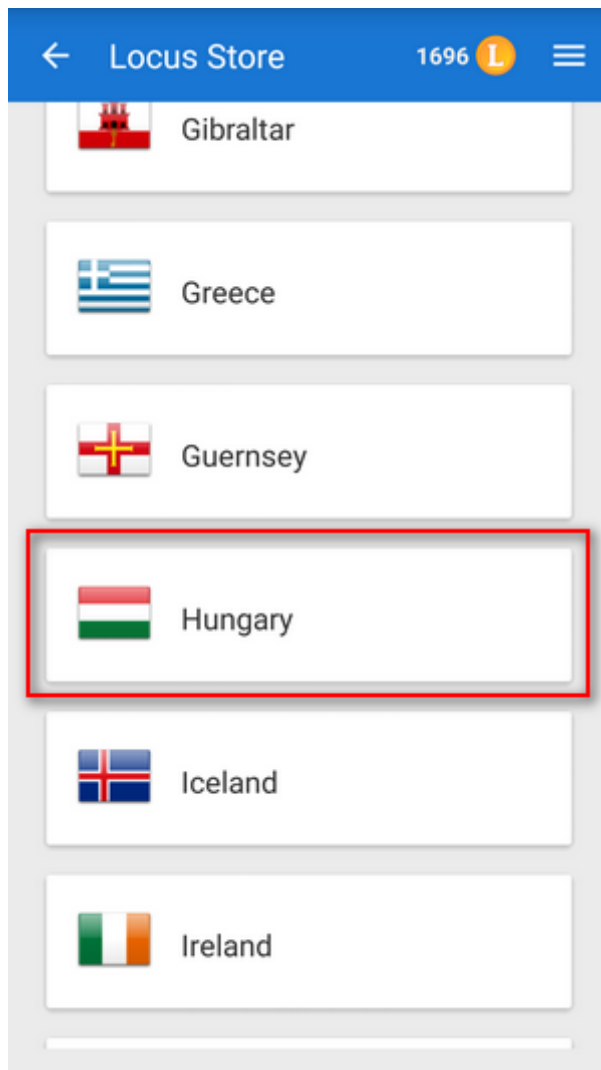 Locus Store 1696 L
Gibraltar
Greece
Guernsey
Hungary
Iceland
Ireland